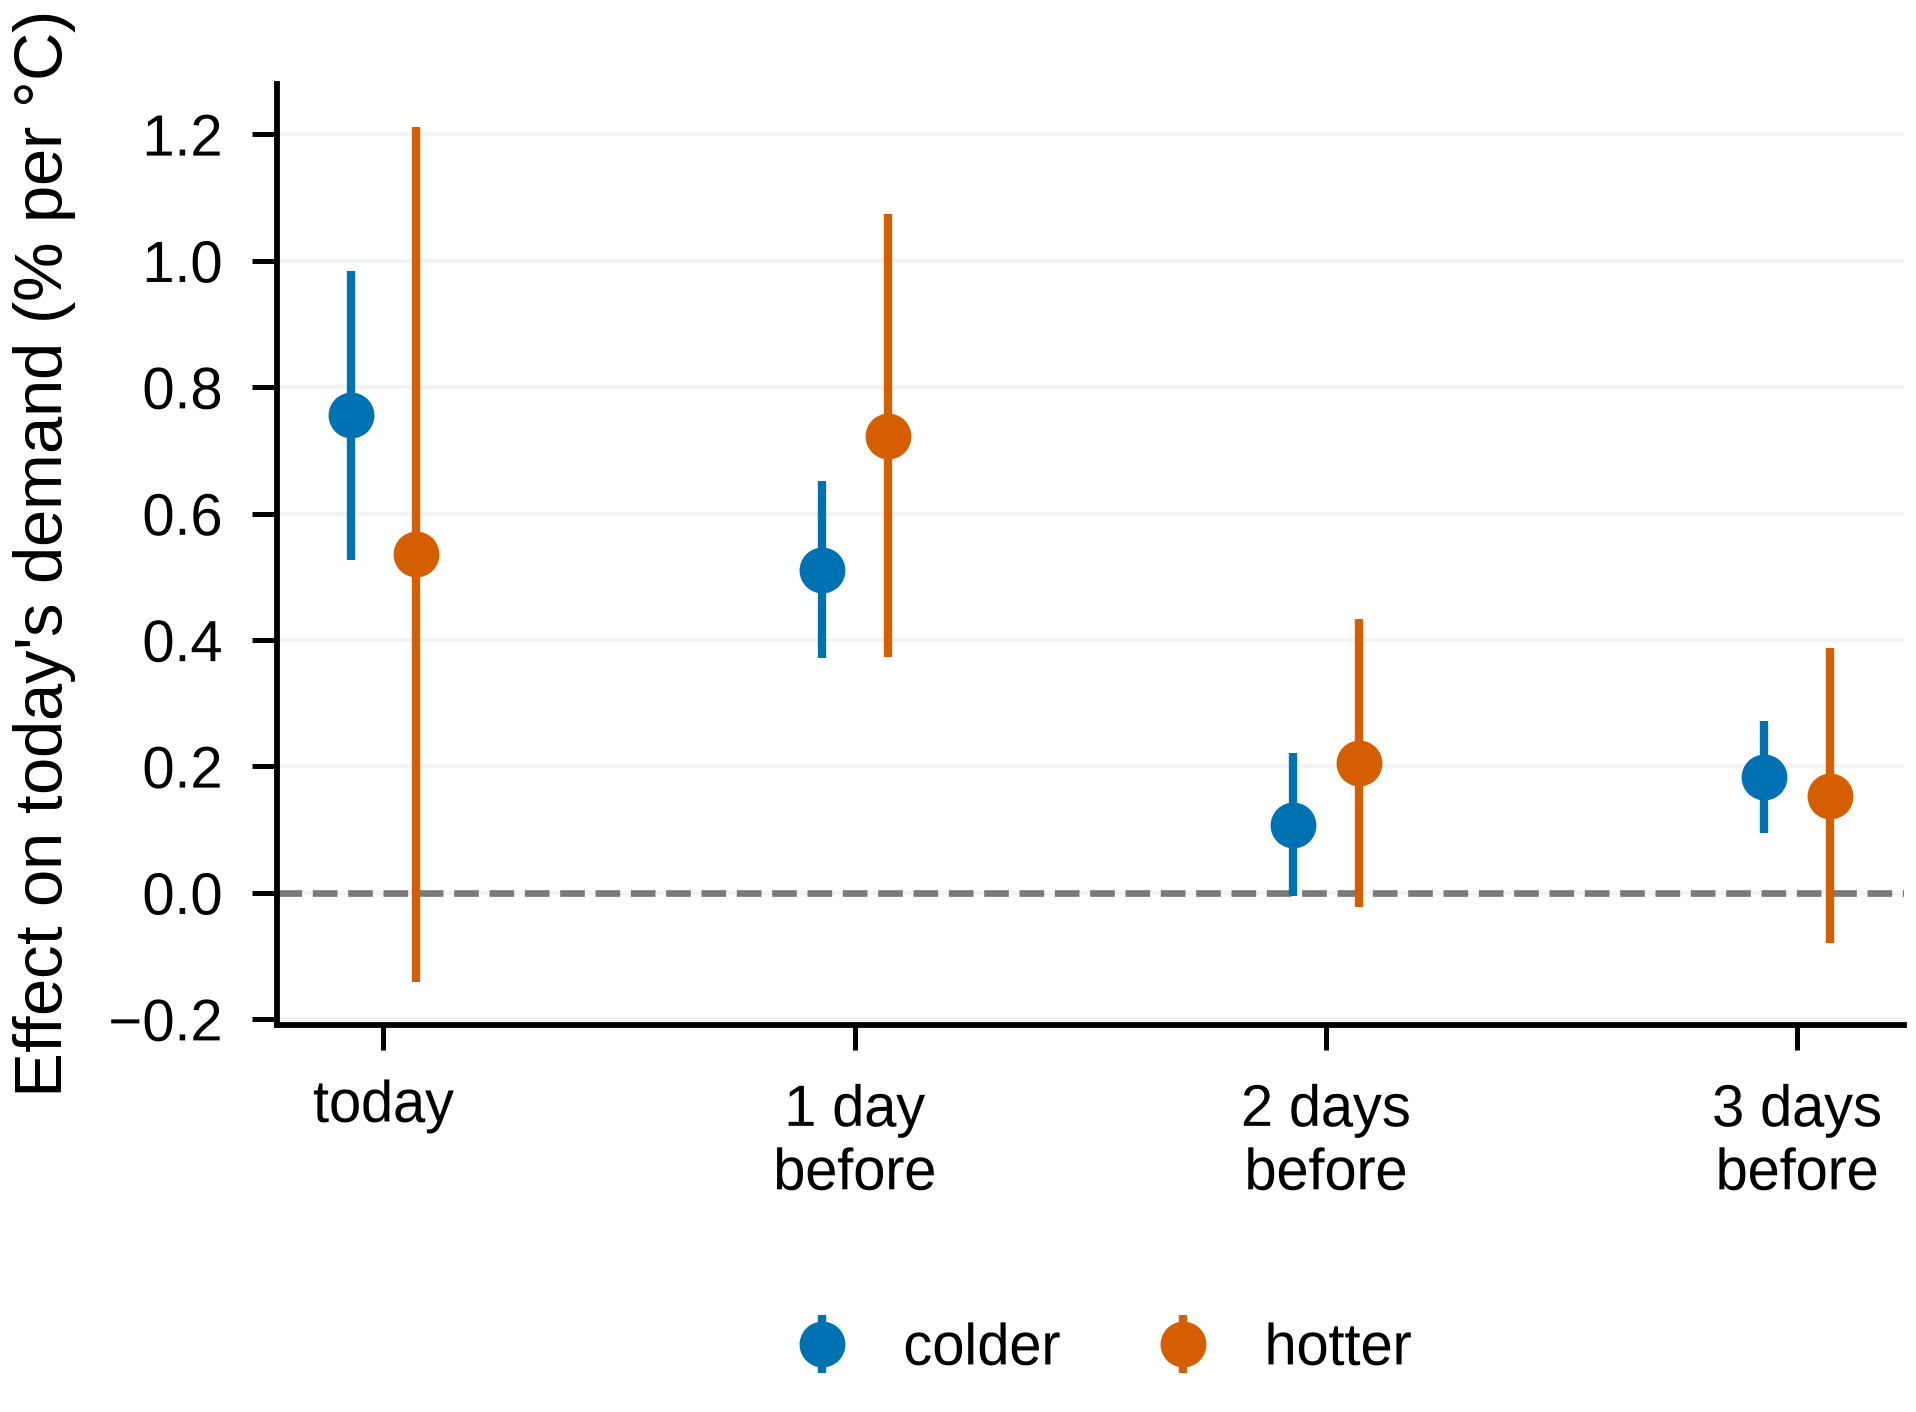 Effect on today's demand (% per °C)
1.2
1.0
0.8
0.6
0.4
0.2
0.0
−0.2
today
1 day
before
2 days
before
3 days
before
colder
hotter